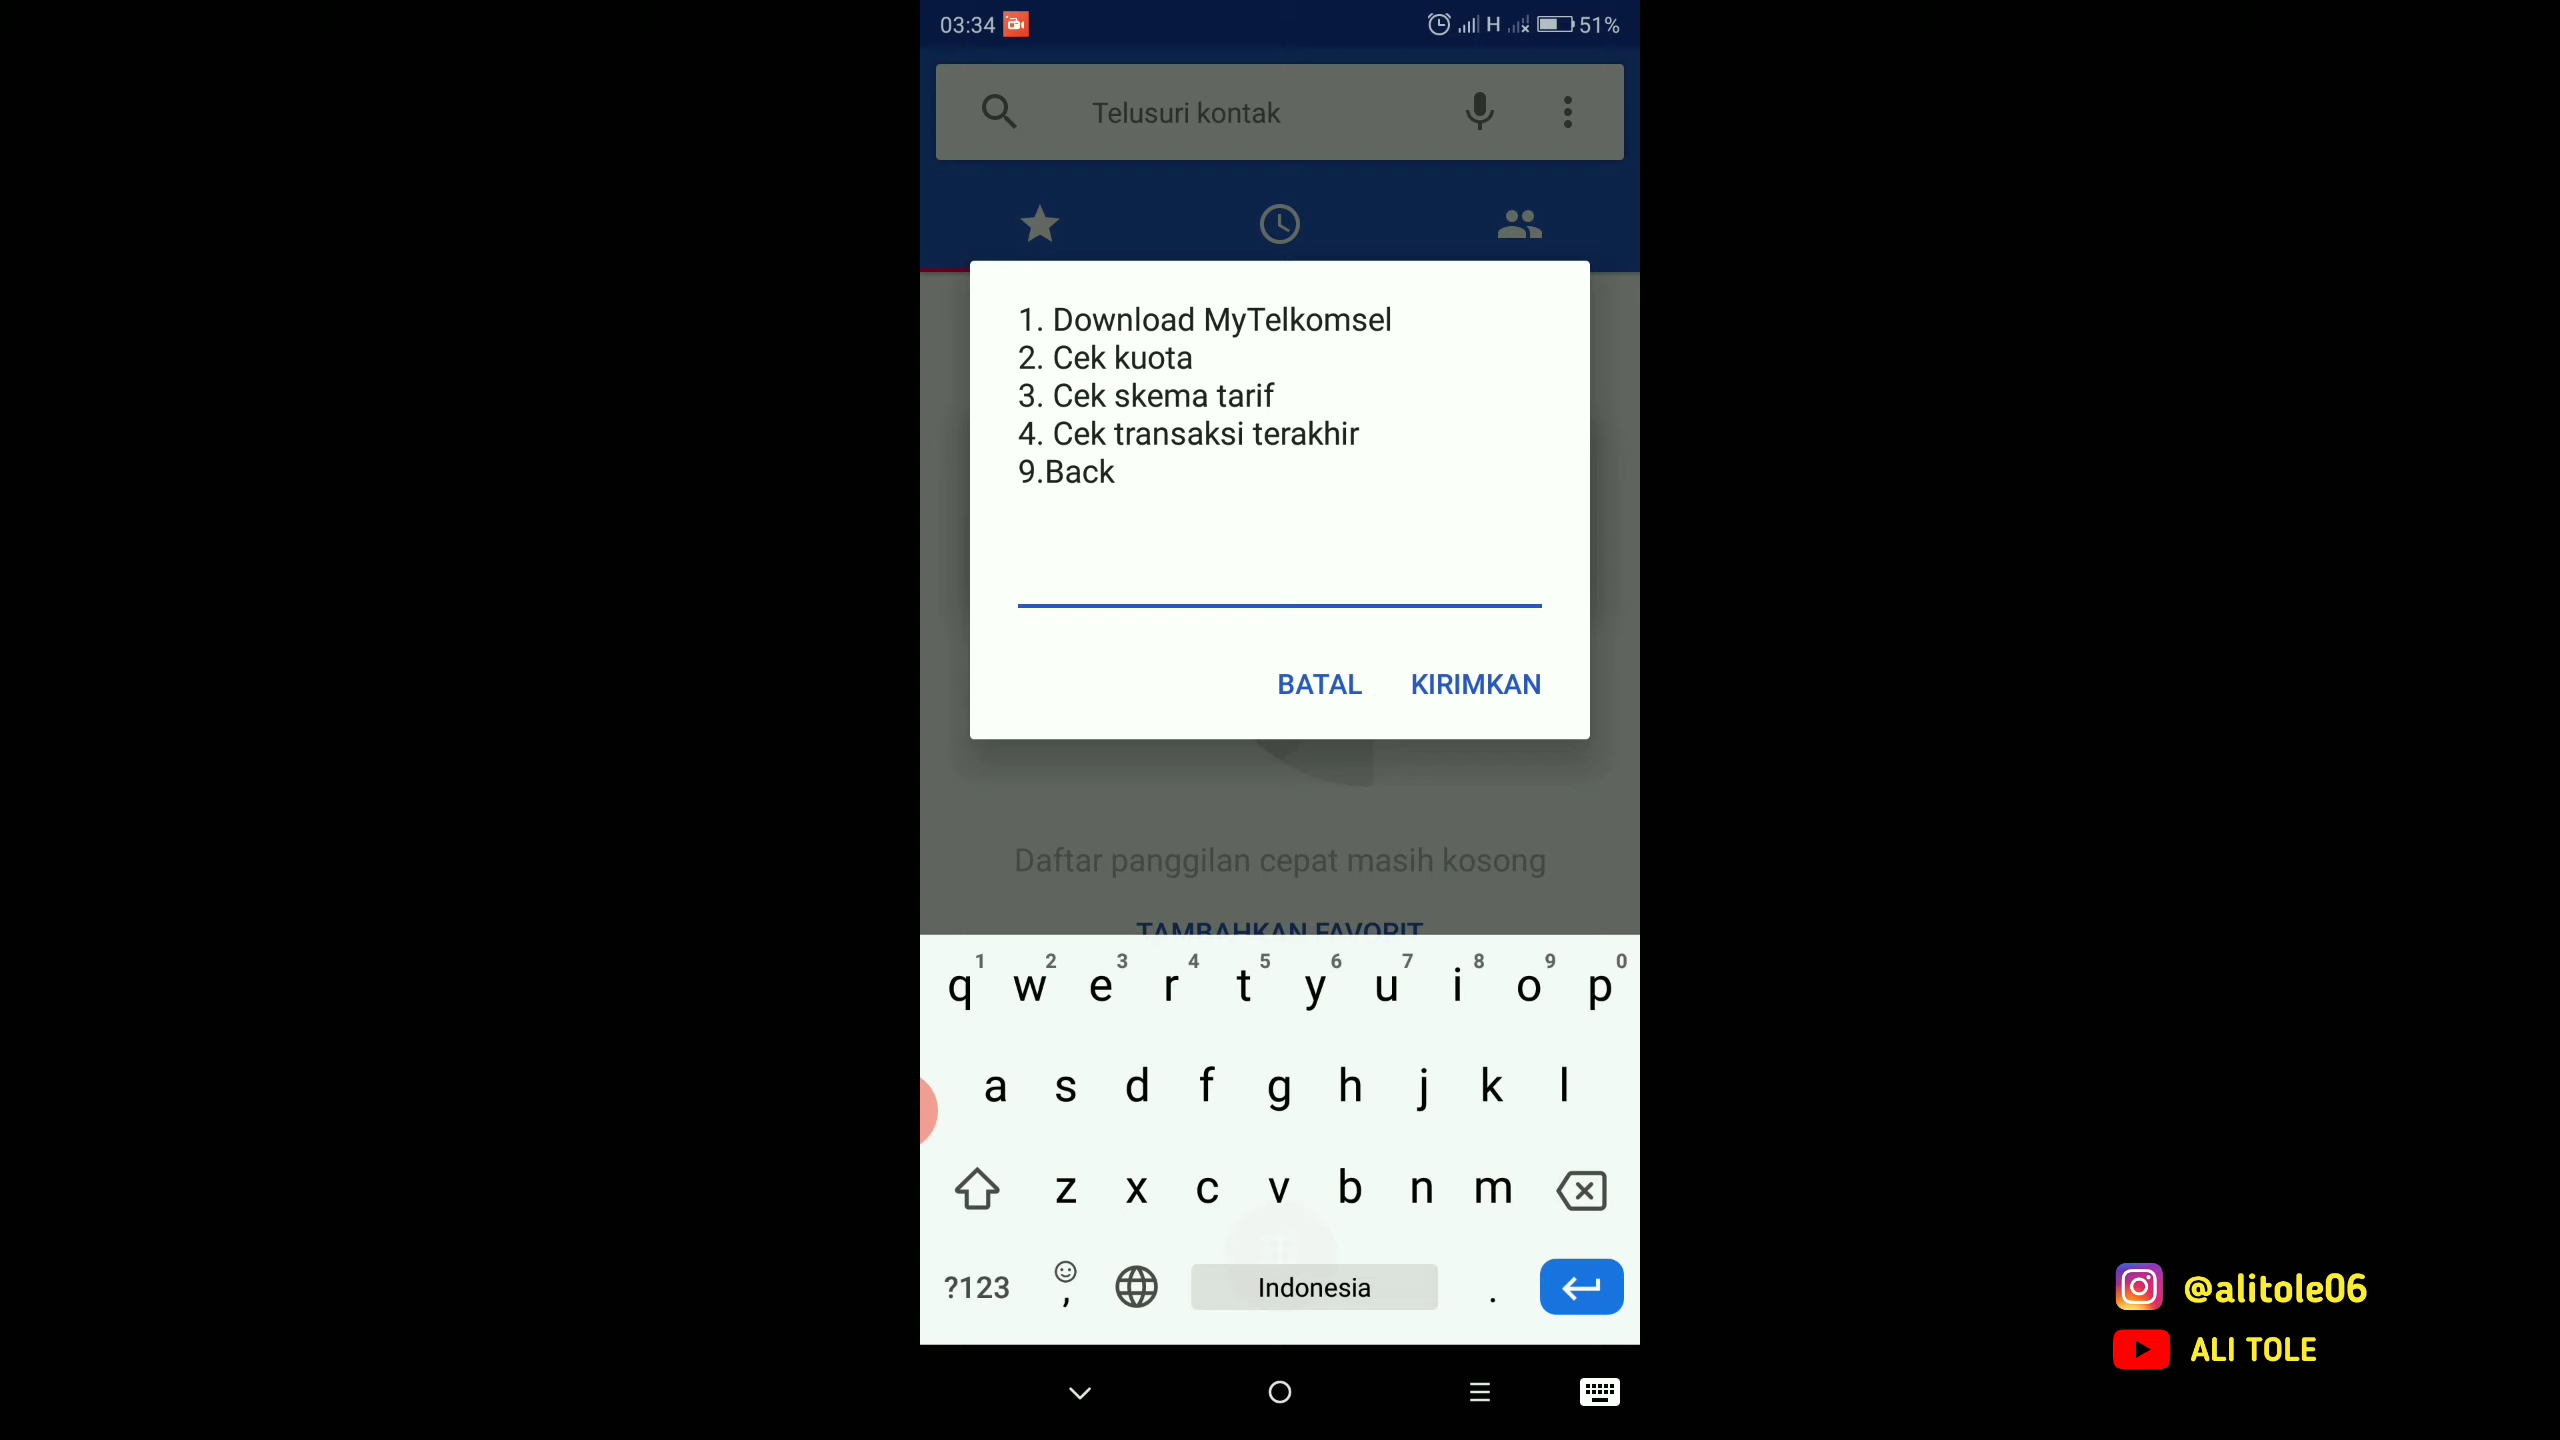 03:34
H
51%
Telusuri kontak
1. Download MyTelkomsel
2. Cek kuota
3. Cek skema tarif
4. Cek transaksi terakhir
9.Back
BATAL KIRIMKAN
Daftar panggilan cepat masih kosong
TAMBAHKAN FAVORIT
1 2 3 4 5 6 7 8 9 0
q w e r t y u i o p
a s d f g h j k l
z x c v b n m
?123 , Indonesia .
@alitole06
ALI TOLE